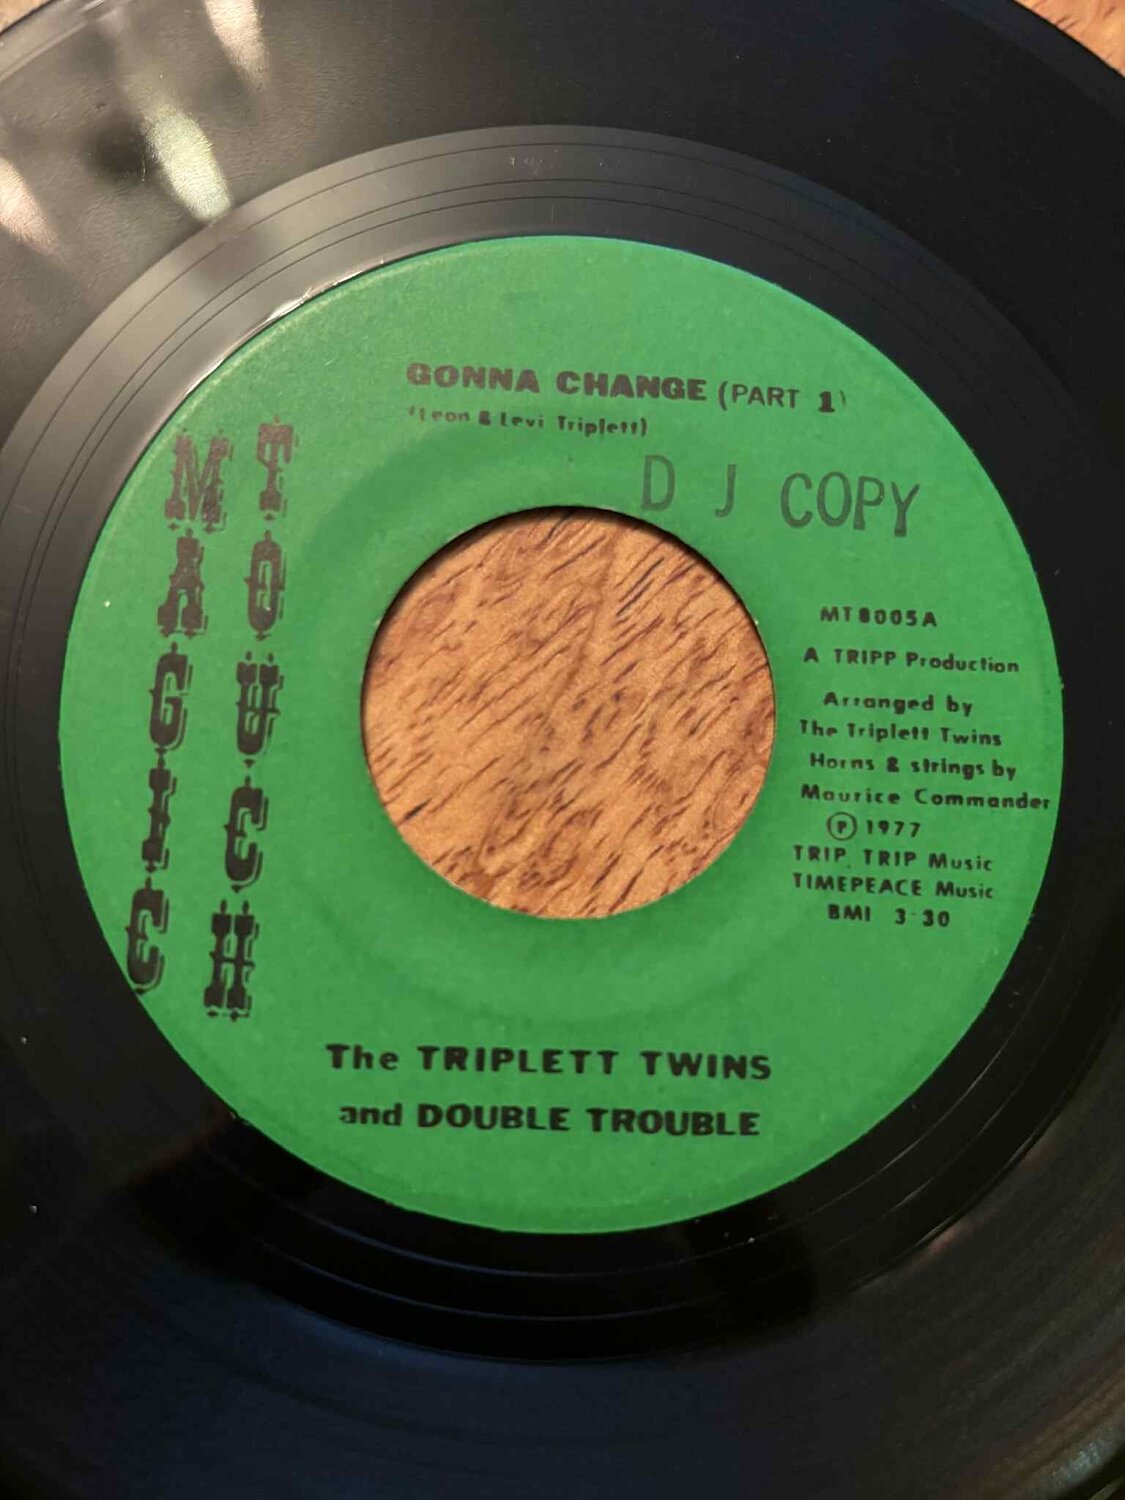 GONNA CHANGE (PART 1)
(Leon & Levi Triplett)
D J COPY
MAGIC
TOUCH
MT8005A
A TRIPP Production
Arranged by
The Triplett Twins
Horns & strings by
Maurice Commander
Ⓟ 1977
TRIP TRIP Music
TIMEPEACE Music
BMI 3:30
The TRIPLETT TWINS
and DOUBLE TROUBLE